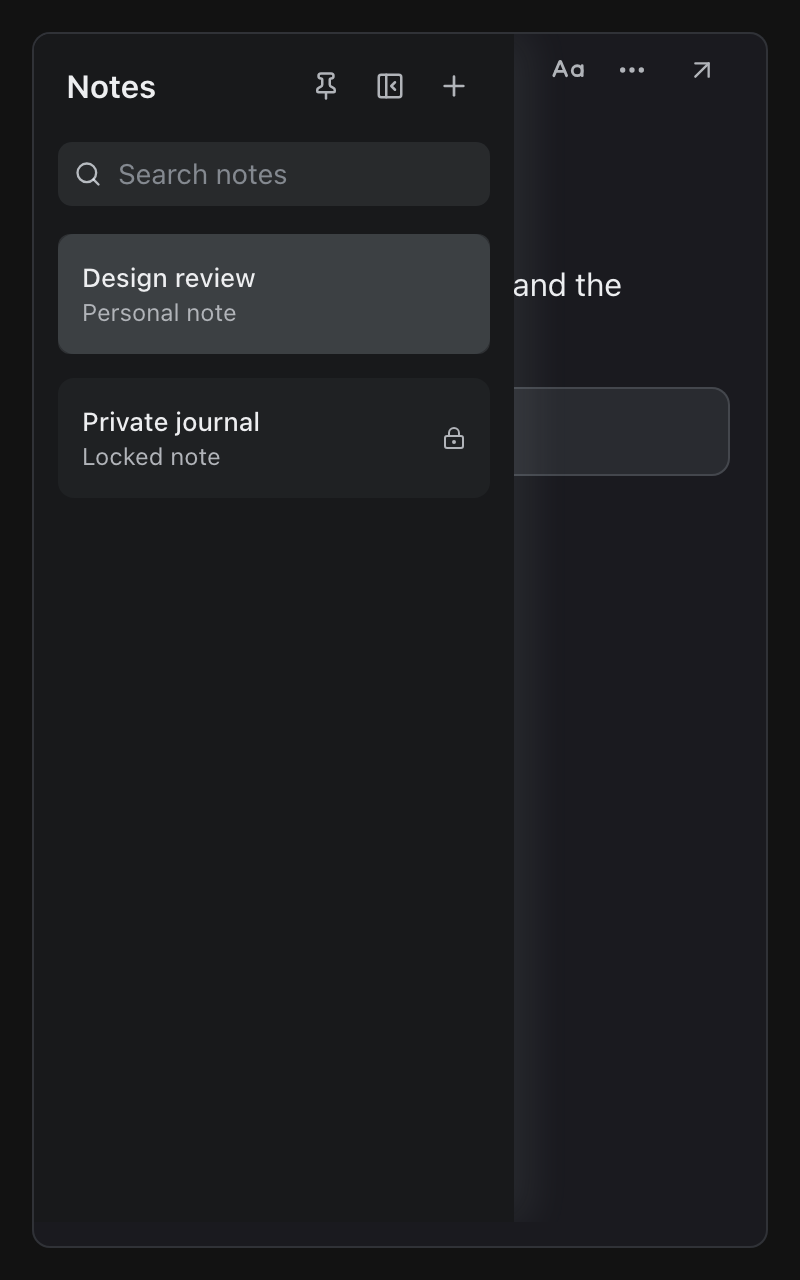 Notes
Aa
Search notes
Design review
Personal note
and the
Private journal
Locked note